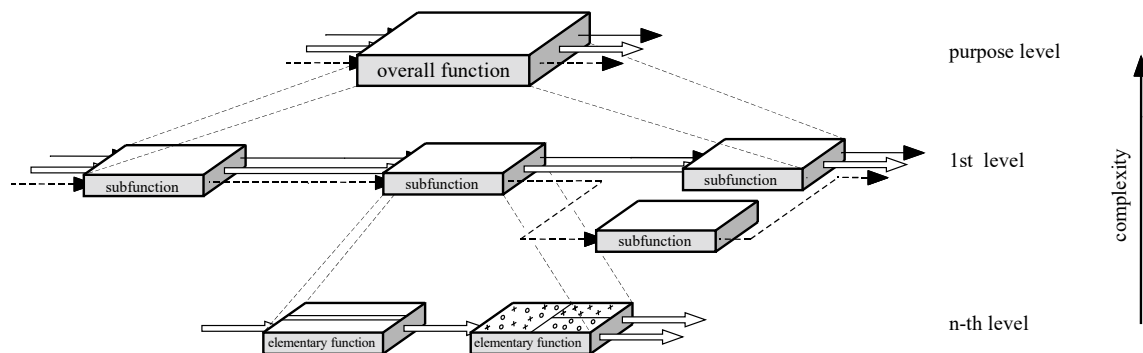 purpose level
overall function
1st level
subfunction
subfunction
subfunction
subfunction
complexity
n-th level
elementary function
elementary function